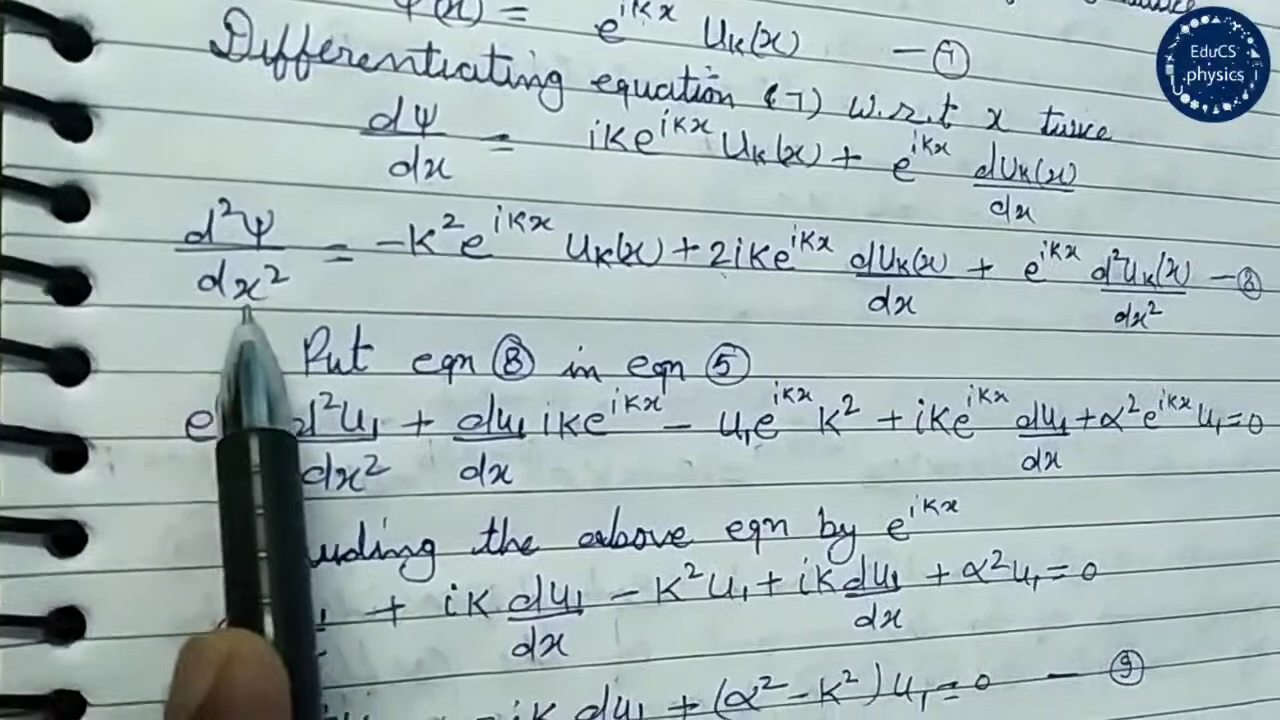 ψ(x) = e^{ikx} U_k(x) — ⑦
EduCS
.physics
Differentiating equation (7) w.r.t x twice
dψ/dx = ike^{ikx} U_k(x) + e^{ikx} dU_k(x)/dx
d²ψ/dx² = -k²e^{ikx} U_k(x) + 2ike^{ikx} dU_k(x)/dx + e^{ikx} d²U_k(x)/dx² — ⑧
Put eqn ⑧ in eqn ⑤
e d²u₁/dx² + du₁/dx ike^{ikx} - u₁e^{ikx} k² + ike^{ikx} du₁/dx + α²e^{ikx} u₁ = 0
the above eqn by e^{ikx}
+ ik du₁/dx - k²u₁ + ik du₁/dx + α²u₁ = 0
ik du₁ + (α² - k²) u₁ = 0 — ⑨